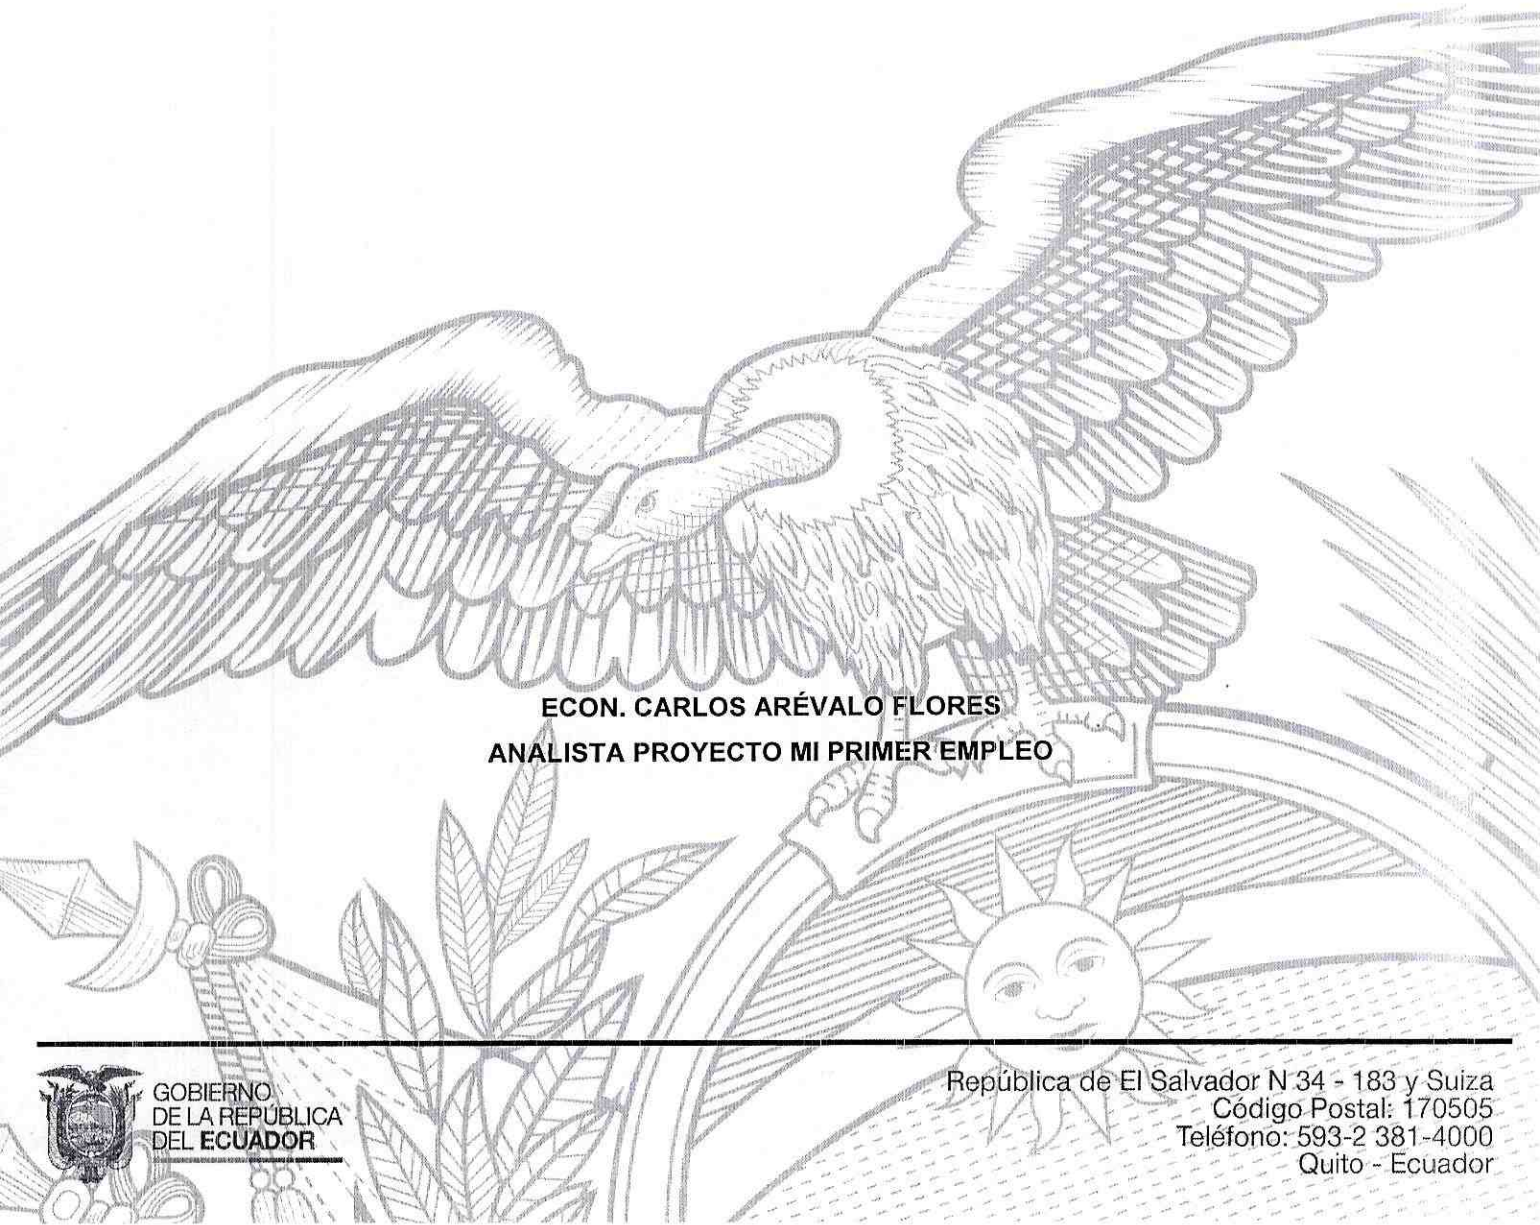 ECON. CARLOS ARÉVALO FLORES
ANALISTA PROYECTO MI PRIMER EMPLEO
GOBIERNO
DE LA REPÚBLICA
DEL ECUADOR
República de El Salvador N 34 - 183 y Suiza
Código Postal: 170505
Teléfono: 593-2 381-4000
Quito - Ecuador